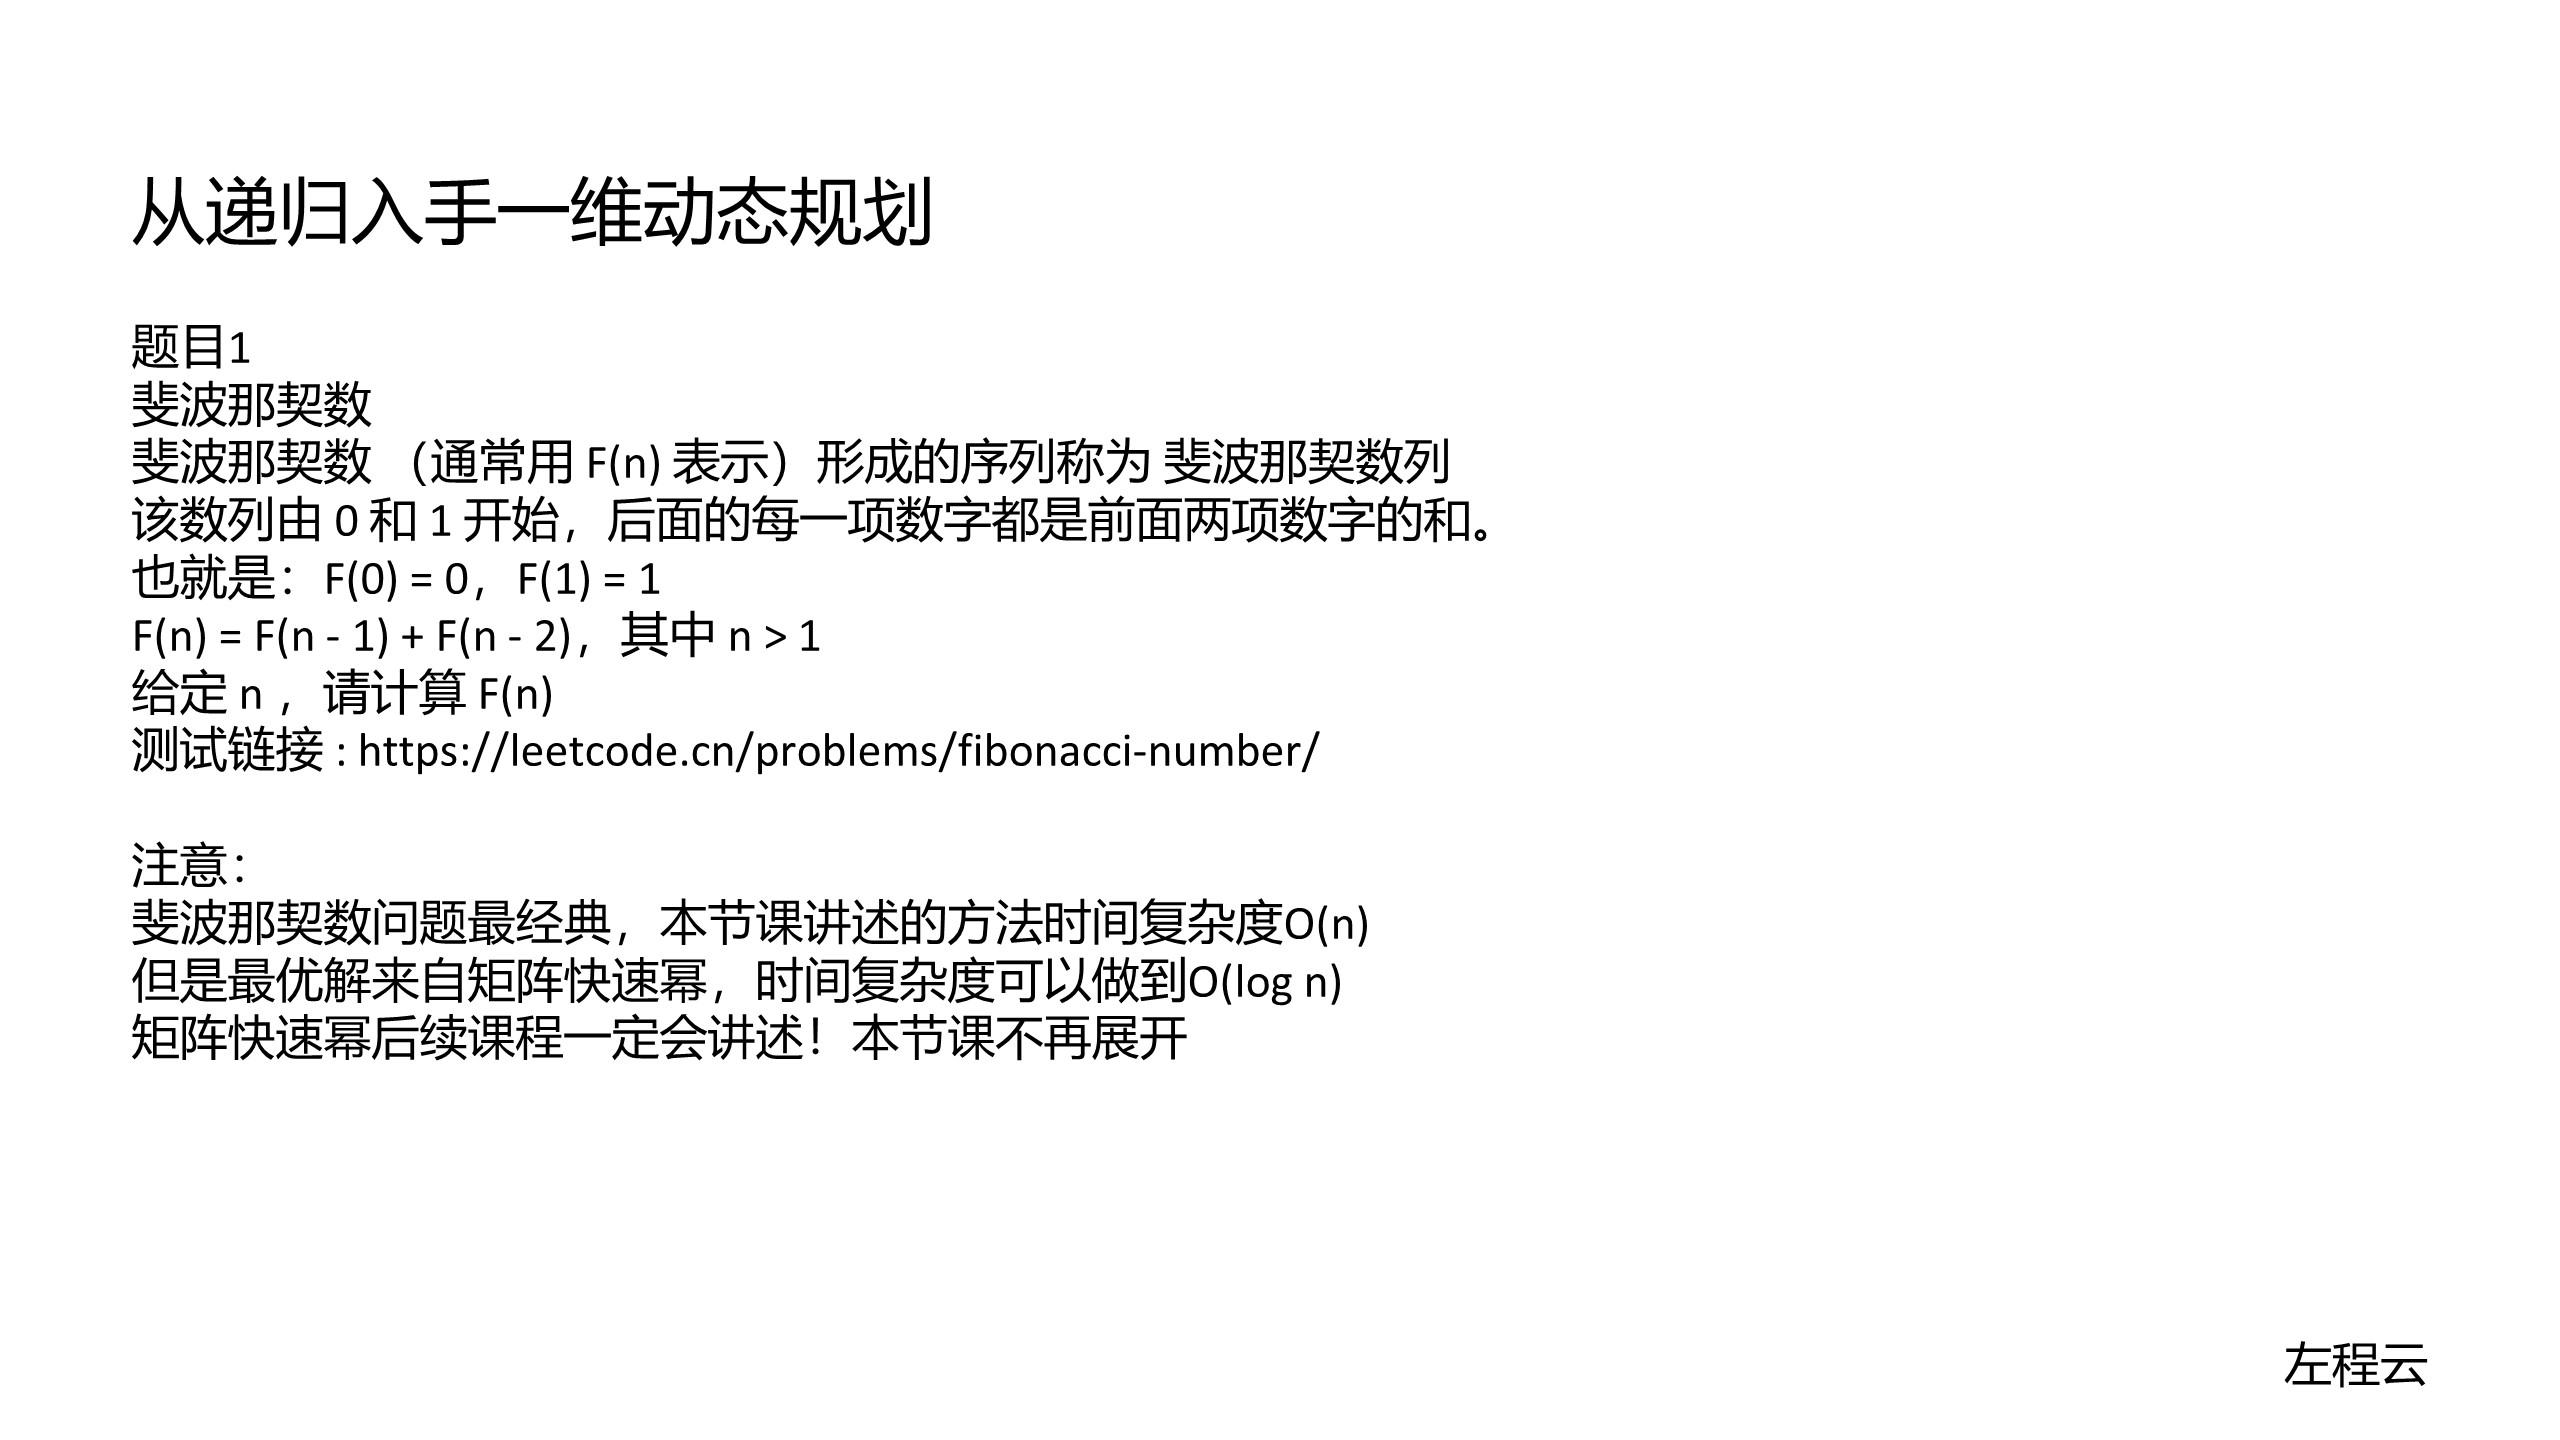 从递归入手一维动态规划
题目1
斐波那契数
斐波那契数 （通常用 F(n) 表示）形成的序列称为 斐波那契数列
该数列由 0 和 1 开始，后面的每一项数字都是前面两项数字的和。
也就是：F(0) = 0，F(1) = 1
F(n) = F(n - 1) + F(n - 2)，其中 n > 1
给定 n ，请计算 F(n)
测试链接 : https://leetcode.cn/problems/fibonacci-number/
注意：
斐波那契数问题最经典，本节课讲述的方法时间复杂度O(n)
但是最优解来自矩阵快速幂，时间复杂度可以做到O(log n)
矩阵快速幂后续课程一定会讲述！本节课不再展开
左程云